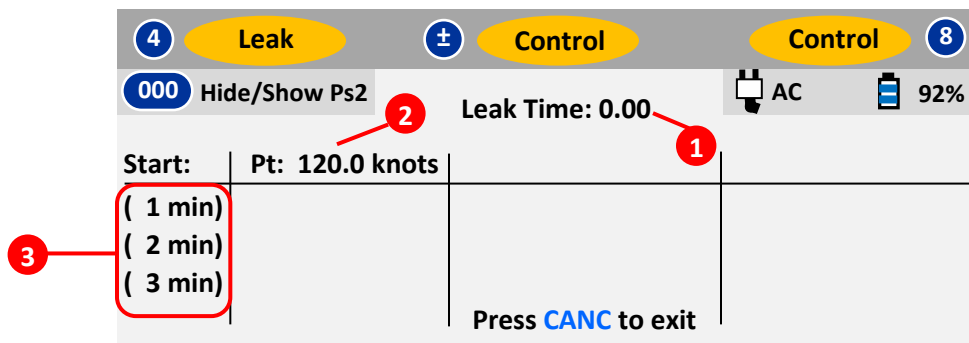 4 Leak ± Control Control 8
000 Hide/Show Ps2 AC 92%
Leak Time: 0.00
2
1
Start: Pt: 120.0 knots
( 1 min)
( 2 min)
3
( 3 min)
Press CANC to exit